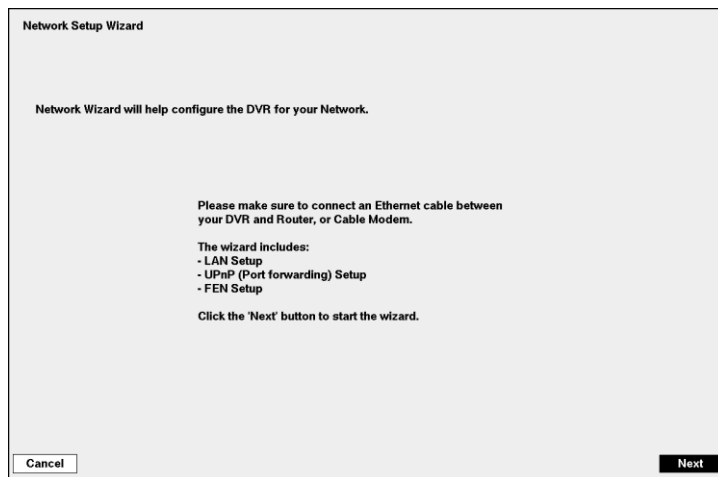 Network Setup Wizard
Network Wizard will help configure the DVR for your Network.
Please make sure to connect an Ethernet cable between
your DVR and Router, or Cable Modem.
The wizard includes:
- LAN Setup
- UPnP (Port forwarding) Setup
- FEN Setup
Click the 'Next' button to start the wizard.
Cancel
Next